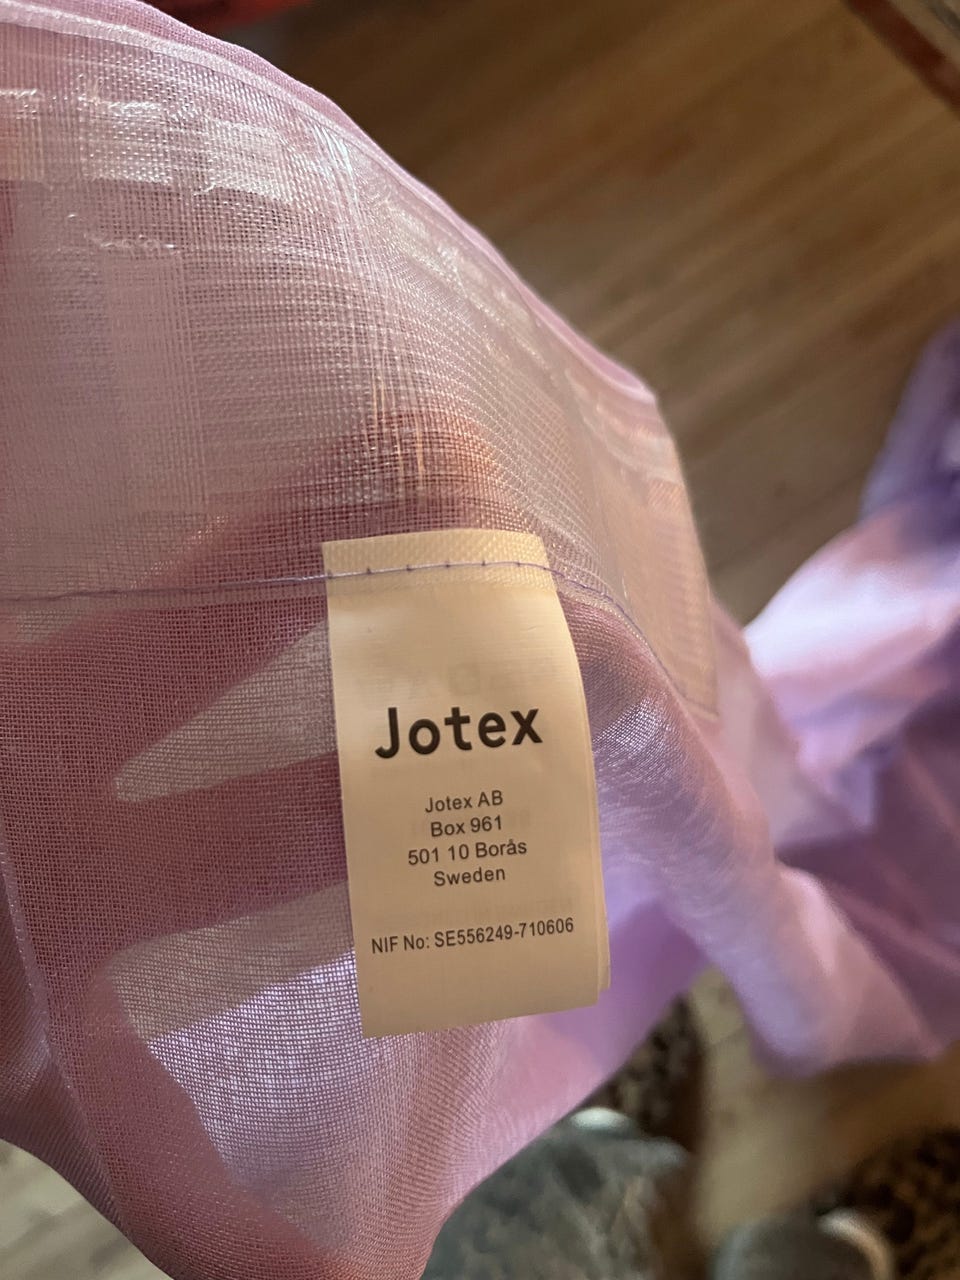 Jotex
Jotex AB
Box 961
501 10 Borås
Sweden
NIF No: SE556249-710606